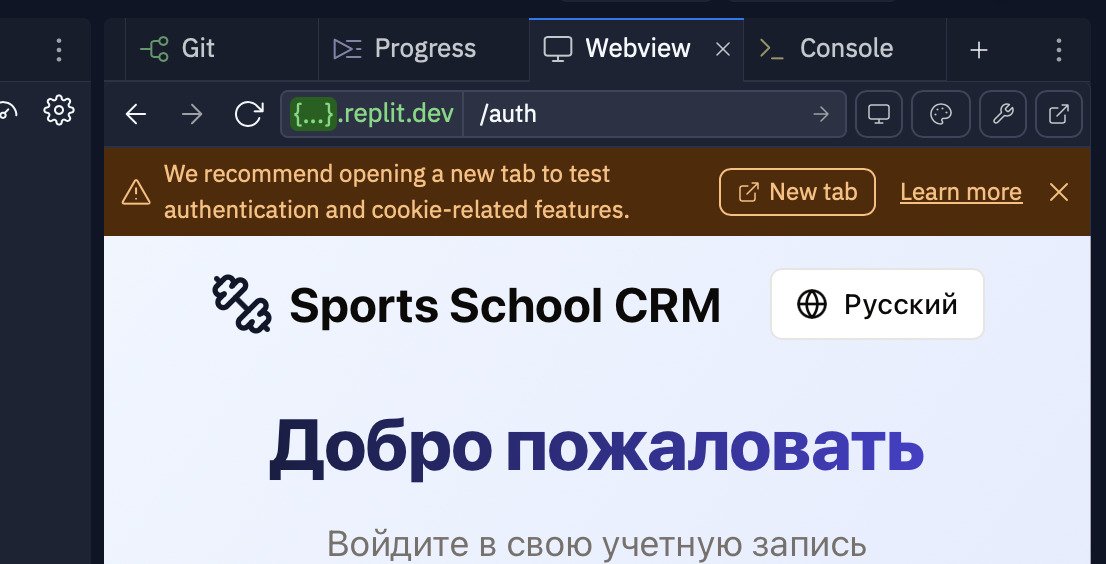 Git
Progress
Webview
Console
{...}.replit.dev
/auth
We recommend opening a new tab to test
authentication and cookie-related features.
New tab
Learn more
Sports School CRM
Русский
Добро пожаловать
Войдите в свою учетную запись